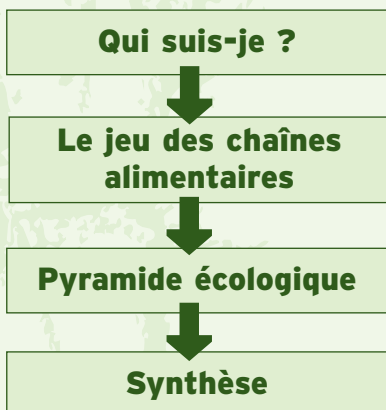 Qui suis-je ?
Le jeu des chaînes
alimentaires
Pyramide écologique
Synthèse